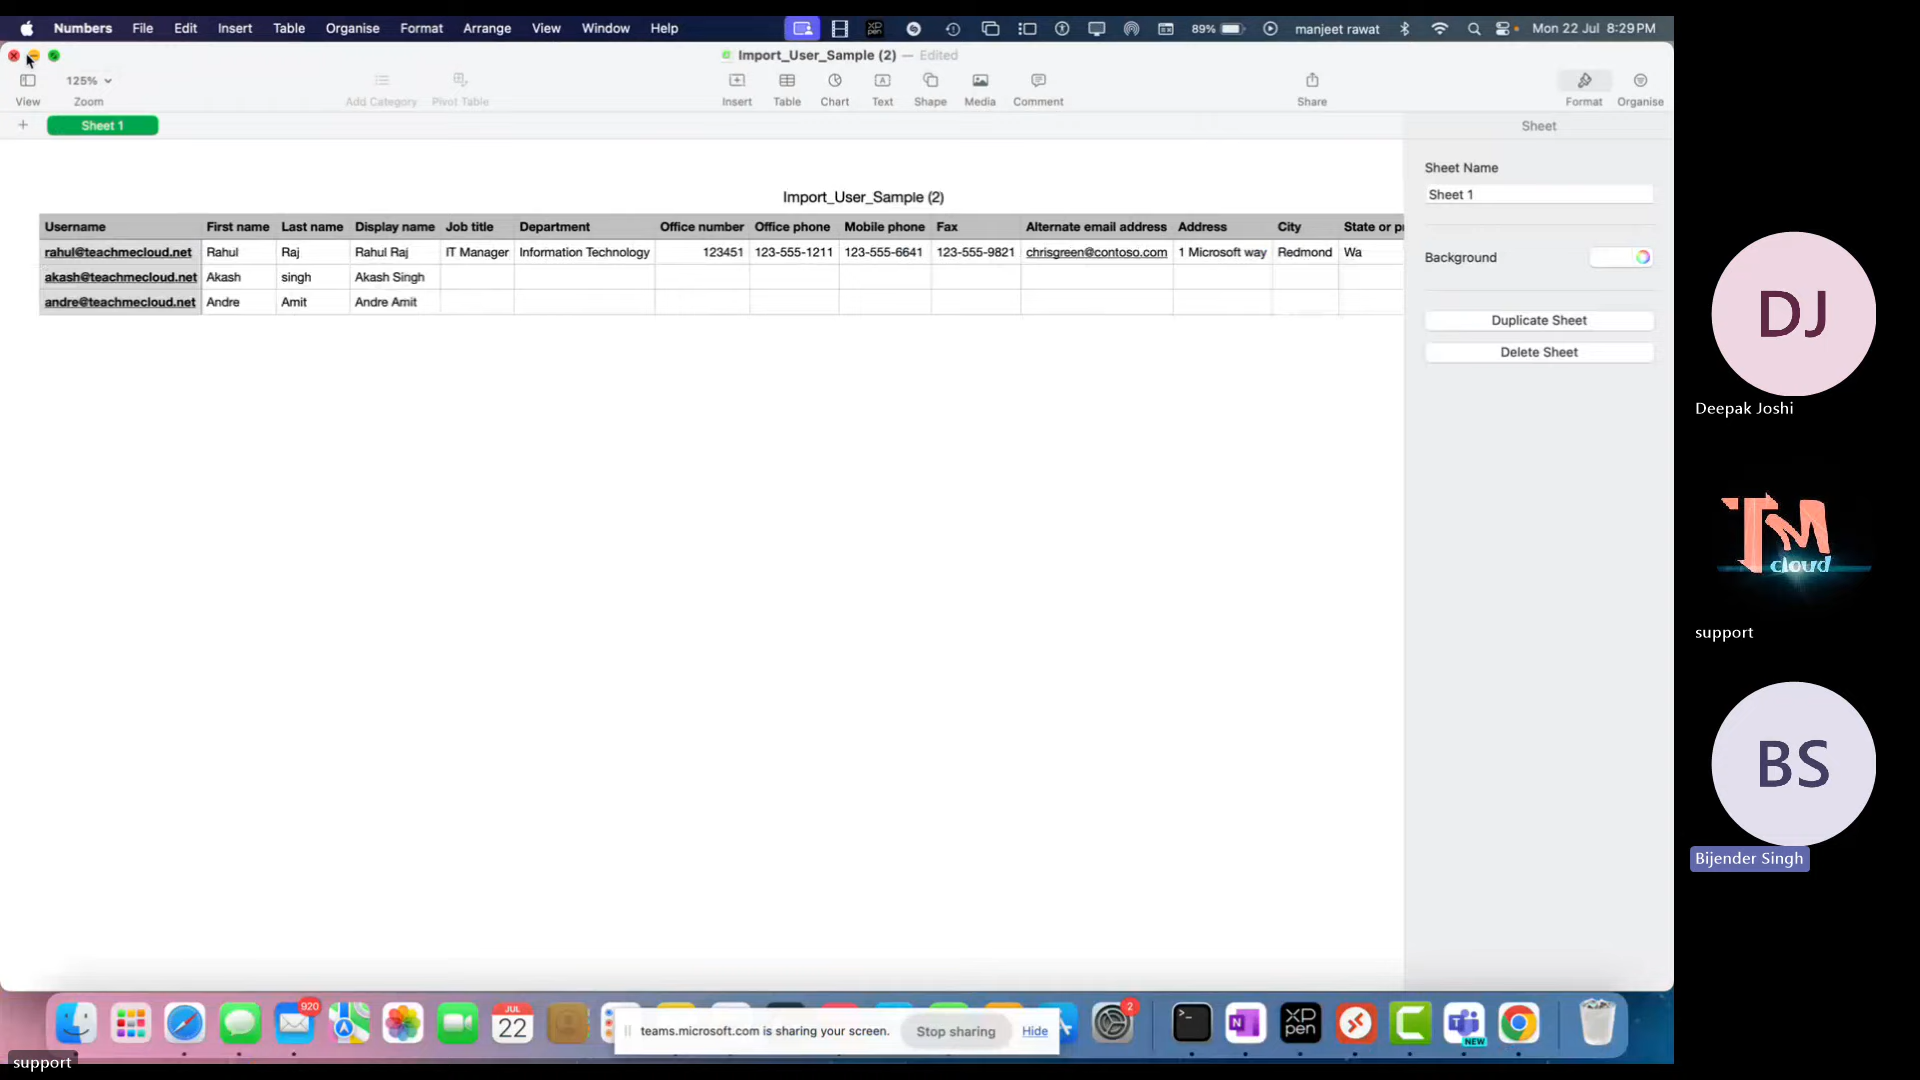 Numbers File Edit Insert Table Organise Format Arrange View Window Help 89% manjeet rawat Mon 22 Jul 8:29 PM
Import_User_Sample (2) — Edited
125%
View Zoom Add Category Pivot Table Insert Table Chart Text Shape Media Comment Share Format Organise
+ Sheet 1 Sheet
Sheet Name
Sheet 1
Background
Duplicate Sheet
Delete Sheet
Import_User_Sample (2)
Username First name Last name Display name Job title Department Office number Office phone Mobile phone Fax Alternate email address Address City State or p
rahul@teachmecloud.net Rahul Raj Rahul Raj IT Manager Information Technology 123451 123-555-1211 123-555-6641 123-555-9821 chrisgreen@contoso.com 1 Microsoft way Redmond Wa
akash@teachmecloud.net Akash singh Akash Singh
andre@teachmecloud.net Andre Amit Andre Amit
DJ
Deepak Joshi
TM
cloud
support
BS
Bijender Singh
920
JUL
22
2
XP
pen
NEW
teams.microsoft.com is sharing your screen. Stop sharing Hide
support